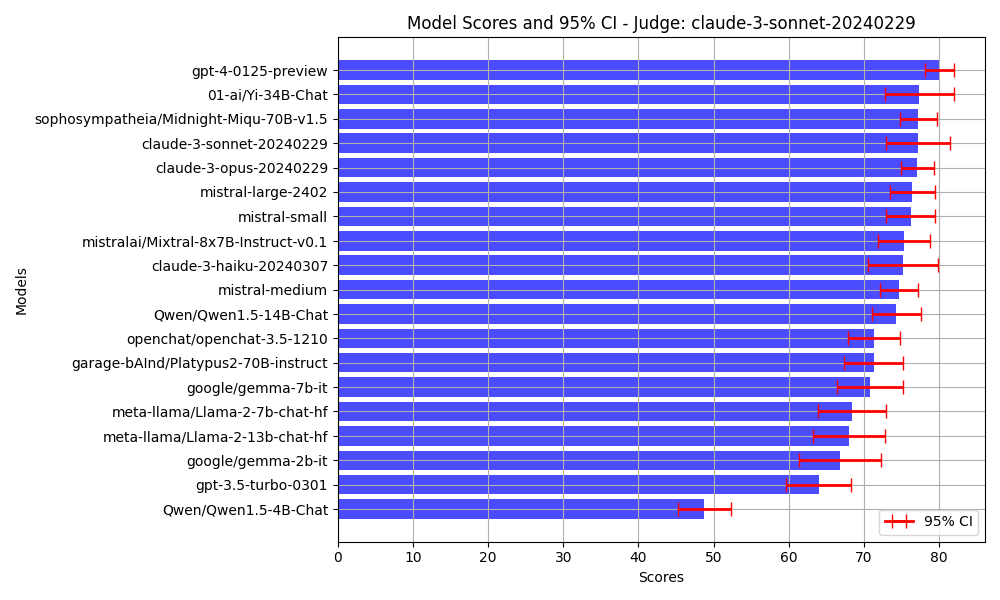 Model Scores and 95% CI - Judge: claude-3-sonnet-20240229
Models
gpt-4-0125-preview
01-ai/Yi-34B-Chat
sophosympatheia/Midnight-Miqu-70B-v1.5
claude-3-sonnet-20240229
claude-3-opus-20240229
mistral-large-2402
mistral-small
mistralai/Mixtral-8x7B-Instruct-v0.1
claude-3-haiku-20240307
mistral-medium
Qwen/Qwen1.5-14B-Chat
openchat/openchat-3.5-1210
garage-bAInd/Platypus2-70B-instruct
google/gemma-7b-it
meta-llama/Llama-2-7b-chat-hf
meta-llama/Llama-2-13b-chat-hf
google/gemma-2b-it
gpt-3.5-turbo-0301
Qwen/Qwen1.5-4B-Chat
95% CI
0 10 20 30 40 50 60 70 80
Scores